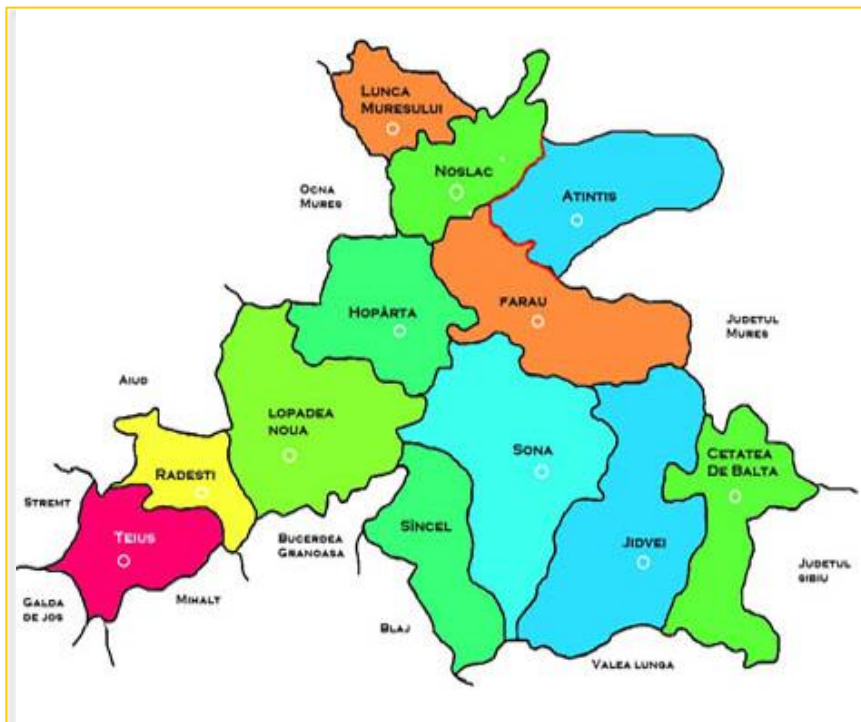 LUNCA
MURESULUI
NOSLAC
OCNA
MURES
ATINTIS
HOPÂRTA
FARAU
JUDETUL
MURES
AIUD
LOPADEA
NOUA
SONA
CETATEA
DE BALTA
RADESTI
STREMT
TEIUS
BUCERDEA
GRANOASA
SÎNCEL
JIDVEI
JUDETUL
SIBIU
GALDA
DE JOS
MIHALT
BLAJ
VALEA LUNGA